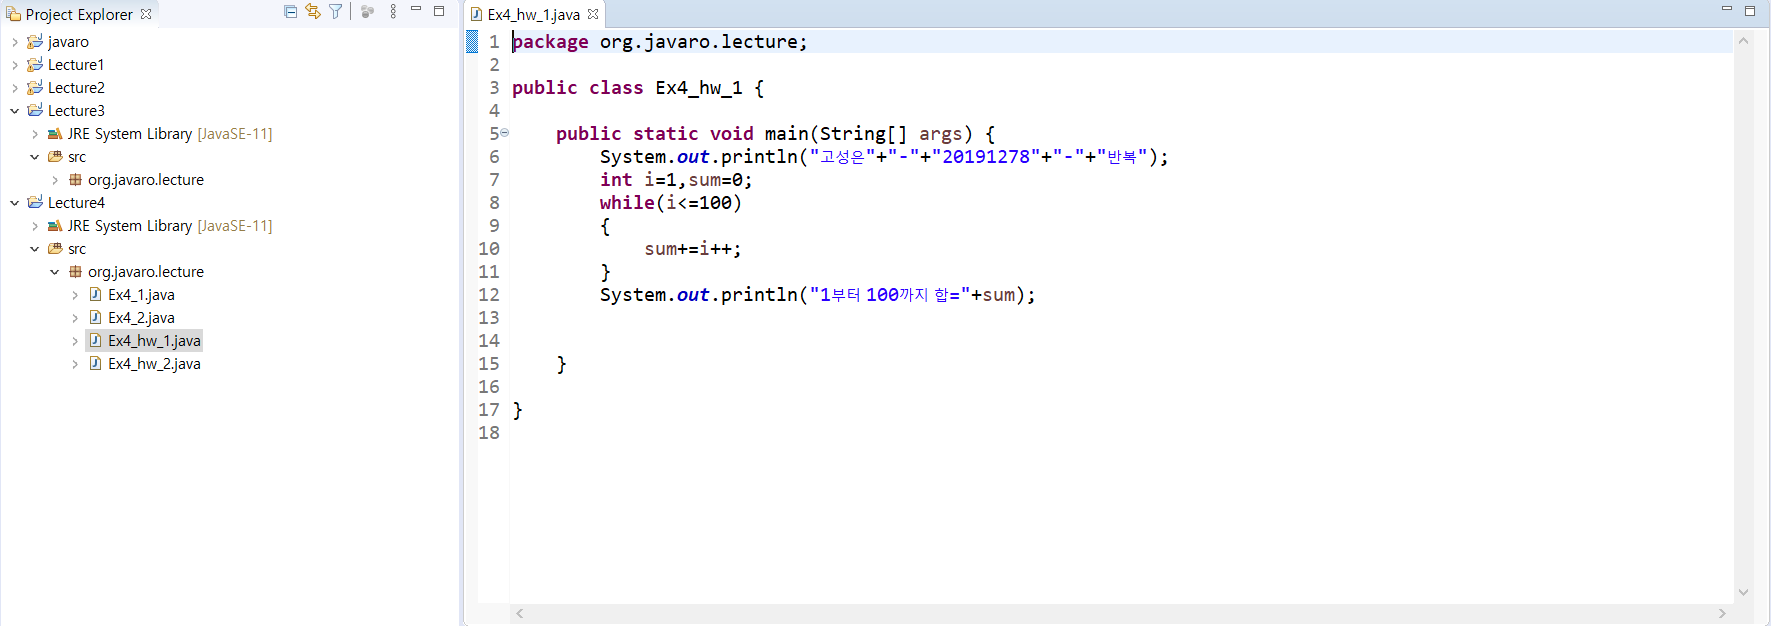 Project Explorer
javaro
Lecture1
Lecture2
Lecture3
JRE System Library [JavaSE-11]
src
org.javaro.lecture
Lecture4
JRE System Library [JavaSE-11]
src
org.javaro.lecture
Ex4_1.java
Ex4_2.java
Ex4_hw_1.java
Ex4_hw_2.java
Ex4_hw_1.java
1 package org.javaro.lecture;
2
3 public class Ex4_hw_1 {
4
5     public static void main(String[] args) {
6         System.out.println("고성은"+"-"+"20191278"+"-"+"반복");
7         int i=1,sum=0;
8         while(i<=100)
9         {
10             sum+=i++;
11         }
12         System.out.println("1부터 100까지 합="+sum);
13
14
15     }
16
17 }
18